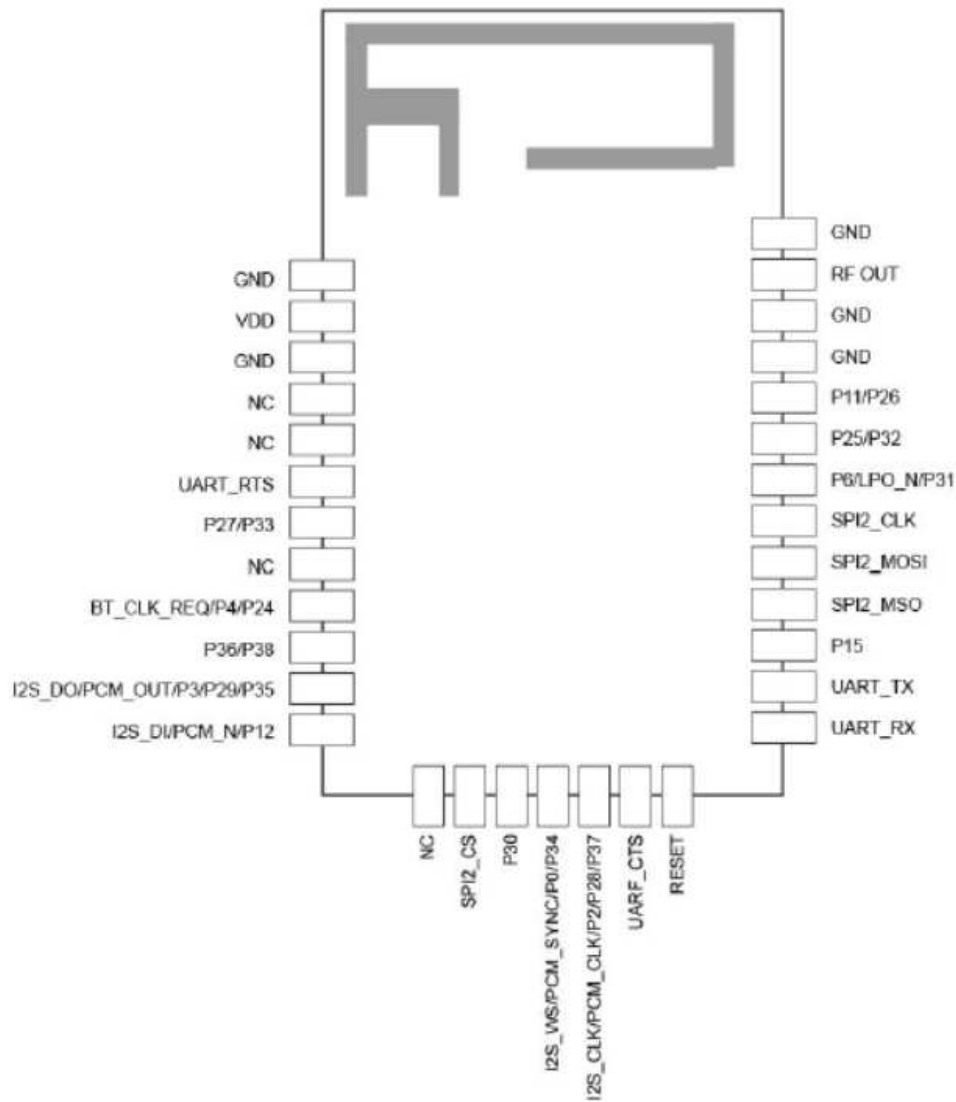 GND
VDD
GND
NC
NC
UART_RTS
P27/P33
NC
BT_CLK_REQ/P4/P24
P36/P38
I2S_DO/PCM_OUT/P3/P29/P35
I2S_DI/PCM_N/P12
NC
SPI2_CS
P30
I2S_WS/PCM_SYNC/P0/P34
I2S_CLK/PCM_CLK/P2/P28/P37
UARF_CTS
RESET
GND
RF OUT
GND
GND
P11/P26
P25/P32
P6/LPO_N/P31
SPI2_CLK
SPI2_MOSI
SPI2_MSO
P15
UART_TX
UART_RX